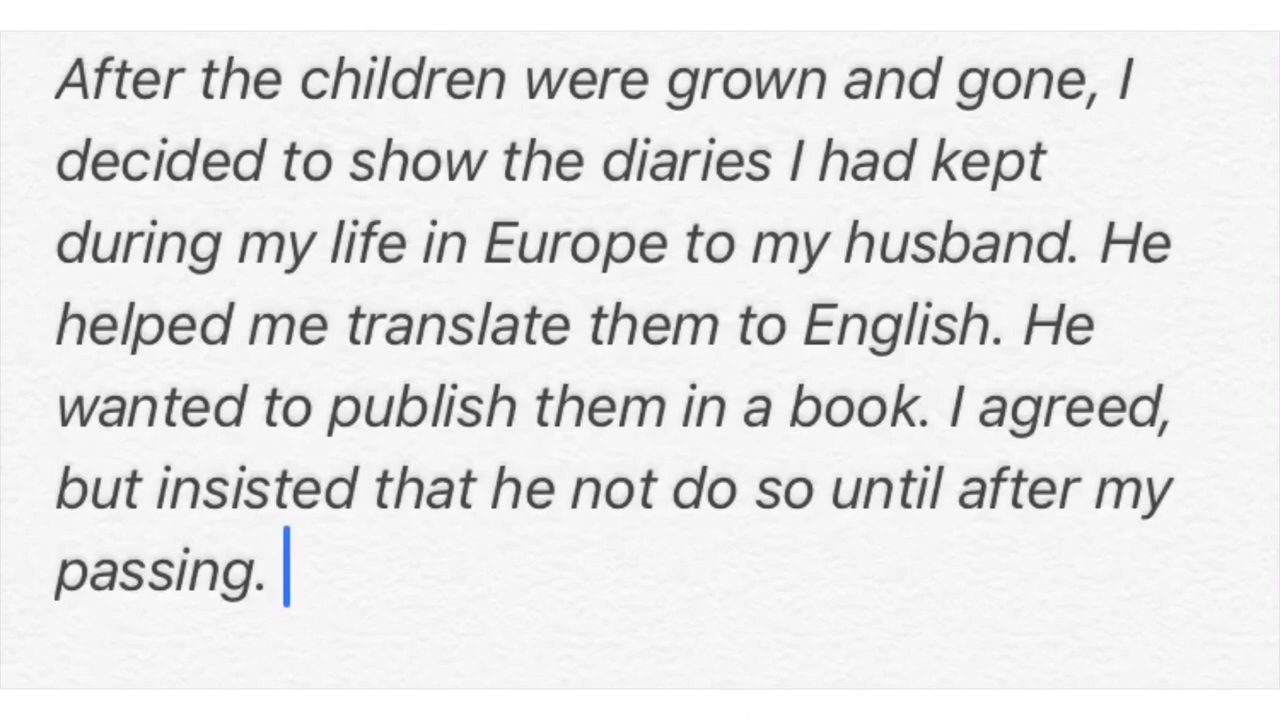 After the children were grown and gone, I
decided to show the diaries I had kept
during my life in Europe to my husband. He
helped me translate them to English. He
wanted to publish them in a book. I agreed,
but insisted that he not do so until after my
passing.